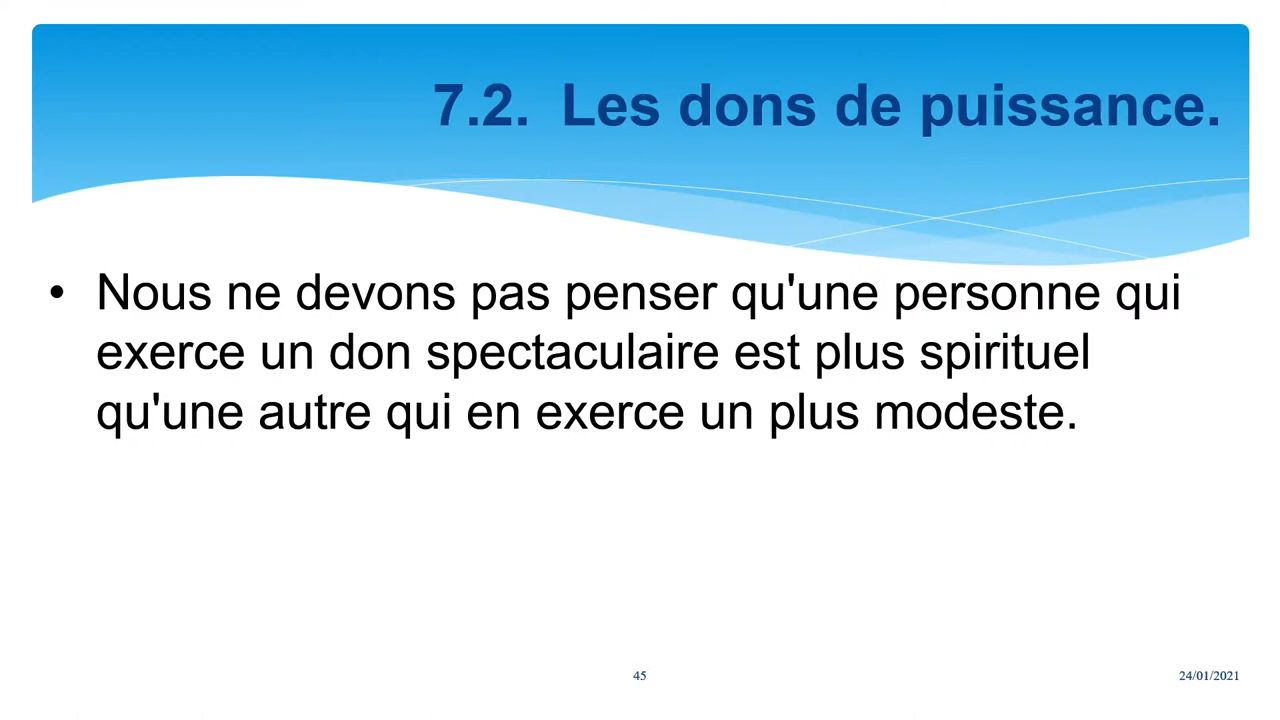 7.2. Les dons de puissance.
• Nous ne devons pas penser qu'une personne qui
exerce un don spectaculaire est plus spirituel
qu'une autre qui en exerce un plus modeste.
45
24/01/2021